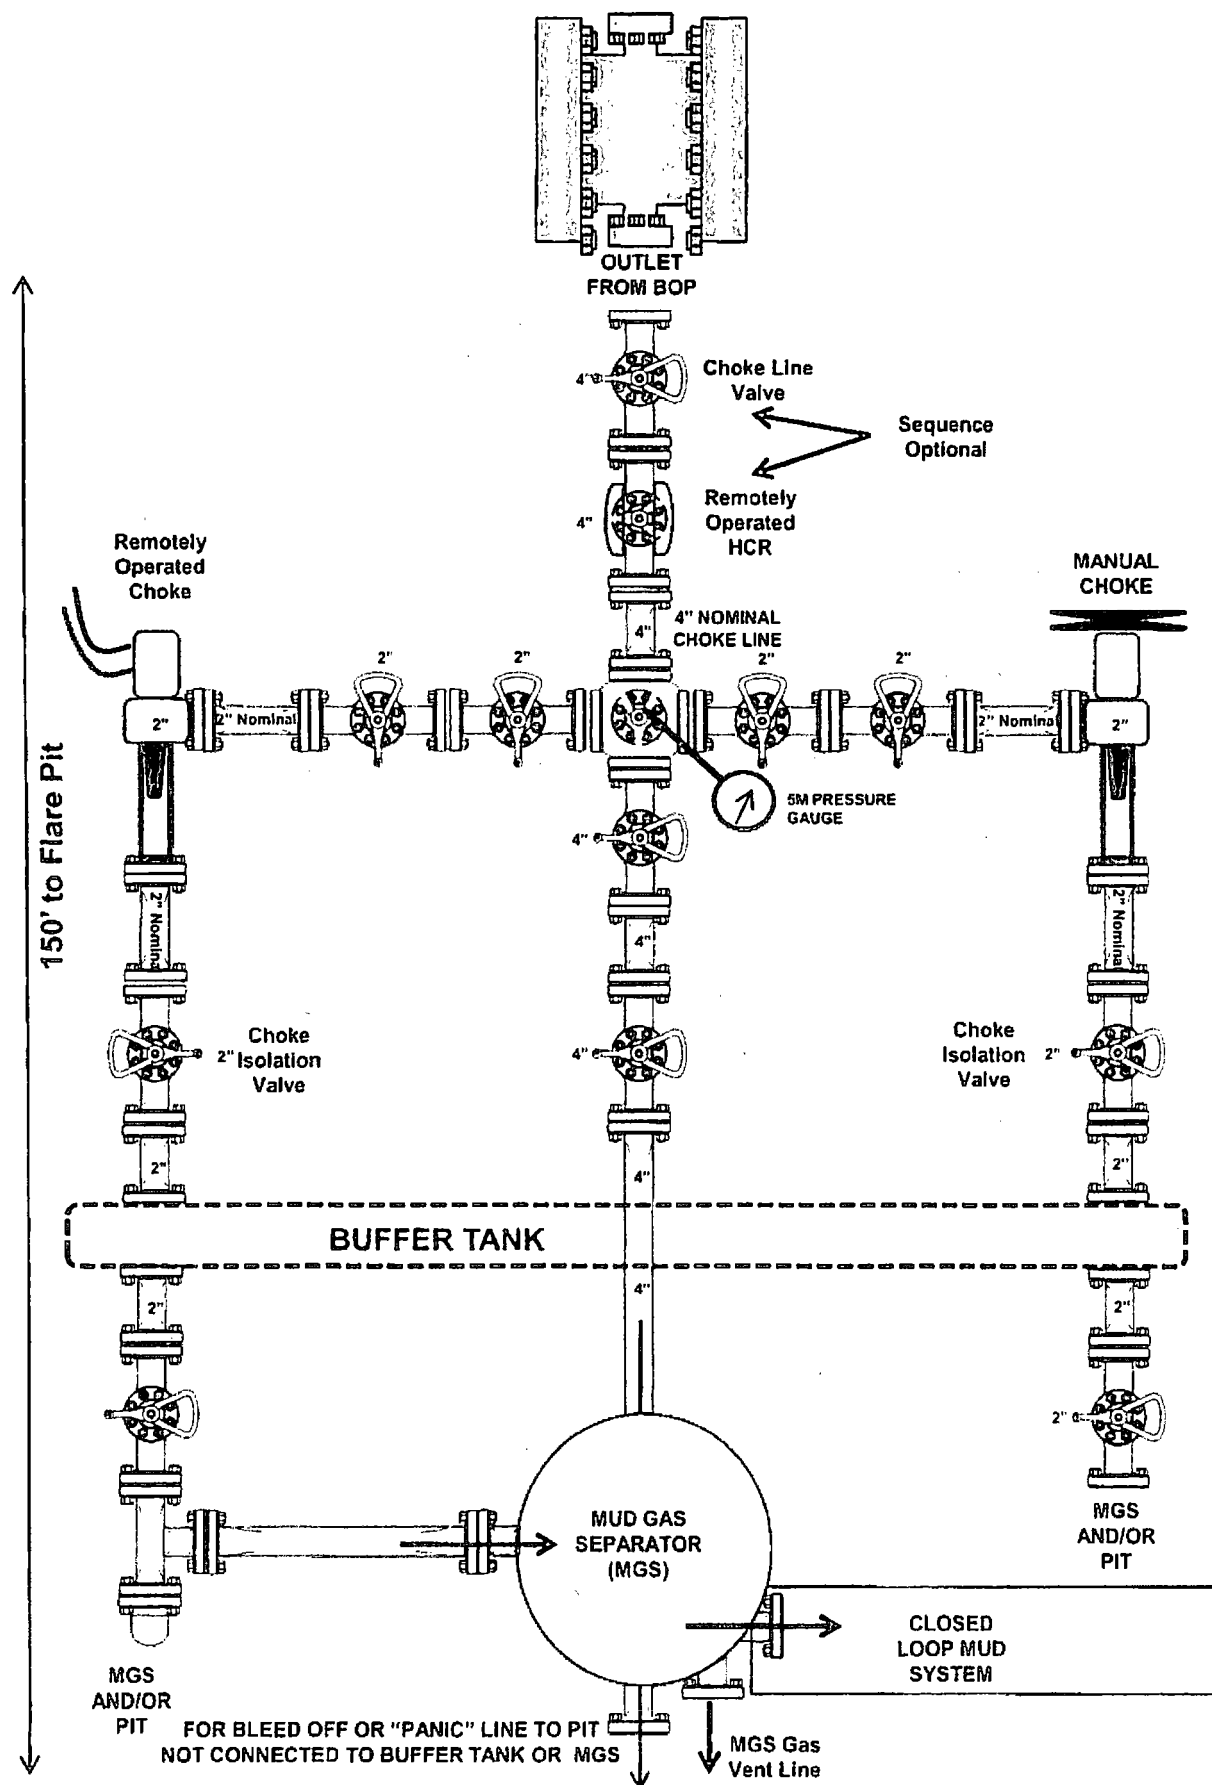 OUTLET
FROM BOP
4"
Choke Line
Valve
Sequence
Optional
4"
Remotely
Operated
HCR
Remotely
Operated
Choke
MANUAL
CHOKE
4"
4" NOMINAL
CHOKE LINE
2"
2"
2"
2"
2"
2" Nominal
2" Nominal
2"
5M PRESSURE
GAUGE
4"
150' to Flare Pit
2" Nominal
4"
2" Nominal
2"
Choke
Isolation
Valve
4"
Choke
Isolation
Valve
2"
2"
4"
2"
BUFFER TANK
2"
4"
2"
2"
MUD GAS
SEPARATOR
(MGS)
MGS
AND/OR
PIT
CLOSED
LOOP MUD
SYSTEM
MGS
AND/OR
PIT
FOR BLEED OFF OR "PANIC" LINE TO PIT
NOT CONNECTED TO BUFFER TANK OR MGS
MGS Gas
Vent Line